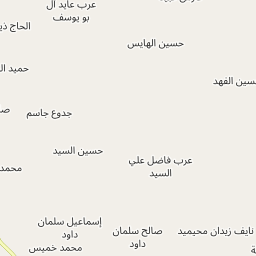 عرب عايد ال
بو يوسف
الحاج
حسين الهايس
حميد
حسين الفهد
جدوع جاسم
حسين السيد
عرب فاضل علي
السيد
محمد
إسماعيل سلمان
داود
صالح سلمان
داود
نايف زيدان محيميد
محمد خميس